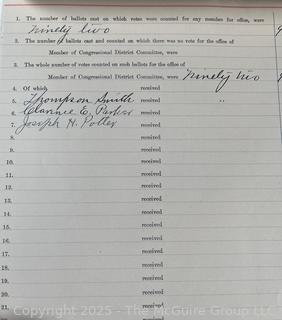 1. The number of ballots cast on which votes were counted for any member for office, were
ninety two
2. The number of ballots cast and counted on which there was no vote for the office of
Member of Congressional District Committee, were
3. The whole number of votes counted on such ballots for the office of
Member of Congressional District Committee, were ninety two
4. Of which received
5. Thompson Smith received "
6. Clarence E. Parker received
7. Joseph H. Potter received
8. received
9. received
10. received
11. received
12. received
13. received
14. received
15. received
16. received
17. received
18. received
19. received
20. received
21. received
Copyright 2025 - The McGuire Group LLC